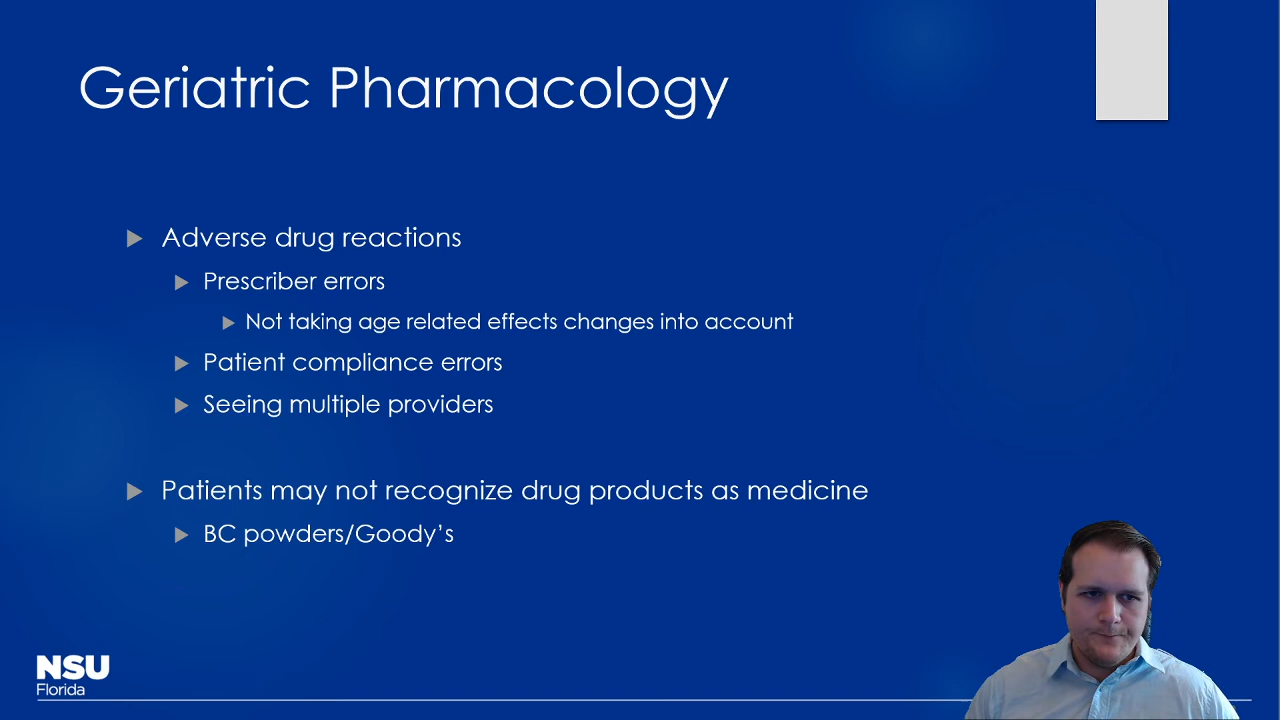 Geriatric Pharmacology
Adverse drug reactions
Prescriber errors
Not taking age related effects changes into account
Patient compliance errors
Seeing multiple providers
Patients may not recognize drug products as medicine
BC powders/Goody’s
NSU
Florida